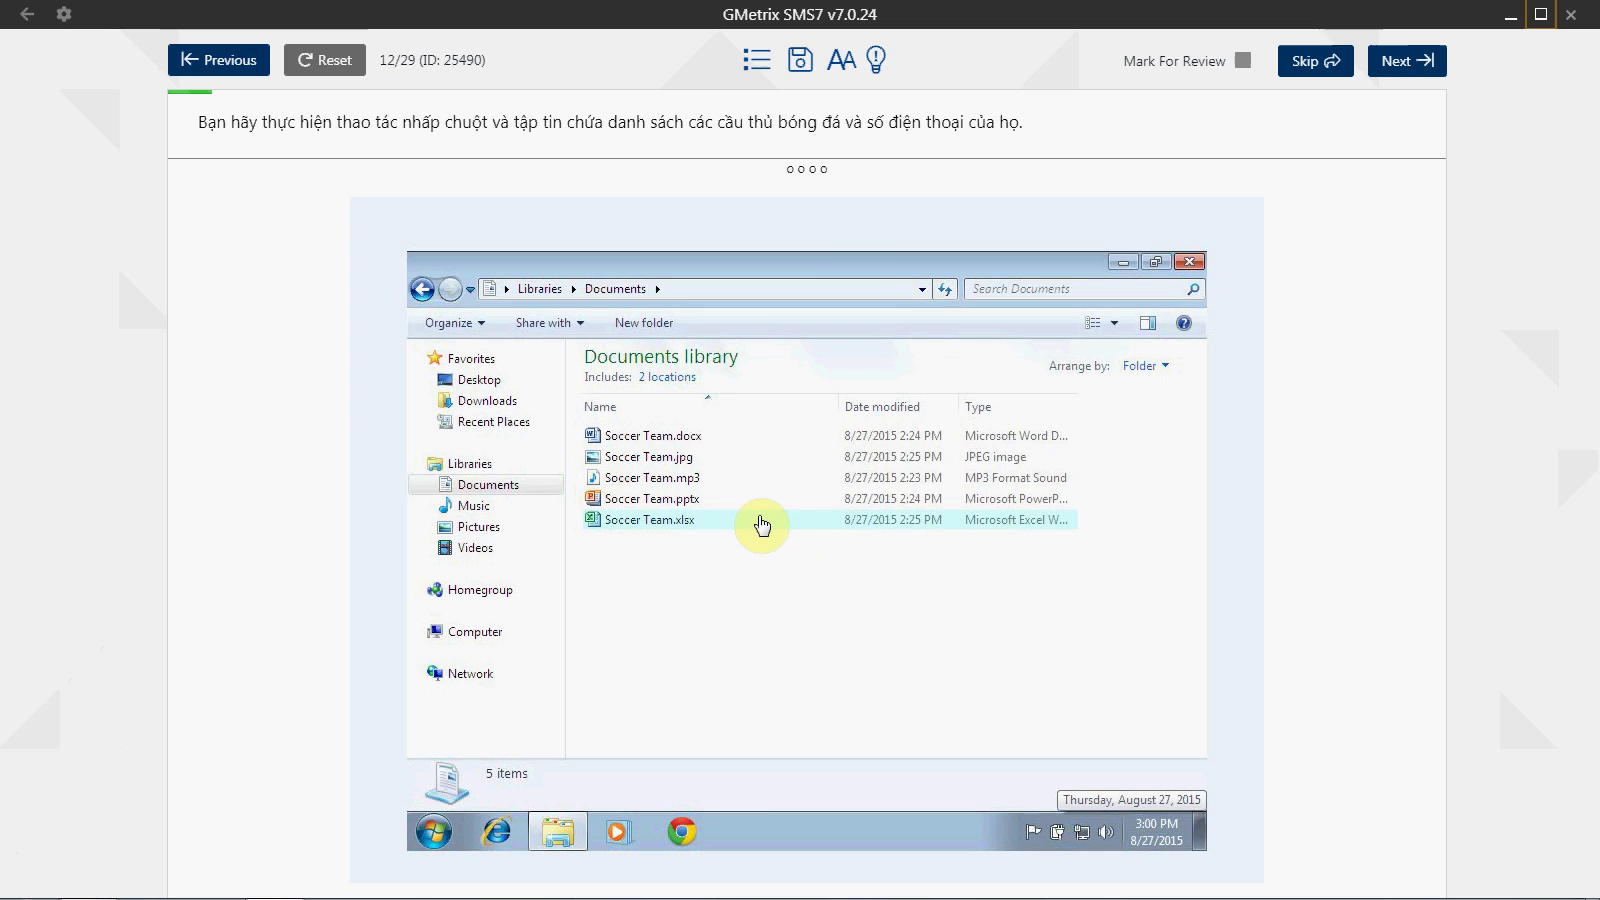 GMetrix SMS7 v7.0.24
Previous Reset 12/29 (ID: 25490) AA Mark For Review Skip Next
Bạn hãy thực hiện thao tác nhấp chuột và tập tin chứa danh sách các cầu thủ bóng đá và số điện thoại của họ.
Libraries Documents Search Documents
Organize Share with New folder
Favorites
Desktop
Downloads
Recent Places
Libraries
Documents
Music
Pictures
Videos
Homegroup
Computer
Network
Documents library
Includes: 2 locations
Arrange by: Folder
Name Date modified Type
Soccer Team.docx 8/27/2015 2:24 PM Microsoft Word D...
Soccer Team.jpg 8/27/2015 2:25 PM JPEG image
Soccer Team.mp3 8/27/2015 2:23 PM MP3 Format Sound
Soccer Team.pptx 8/27/2015 2:24 PM Microsoft PowerP...
Soccer Team.xlsx 8/27/2015 2:25 PM Microsoft Excel W...
5 items
Thursday, August 27, 2015
3:00 PM
8/27/2015